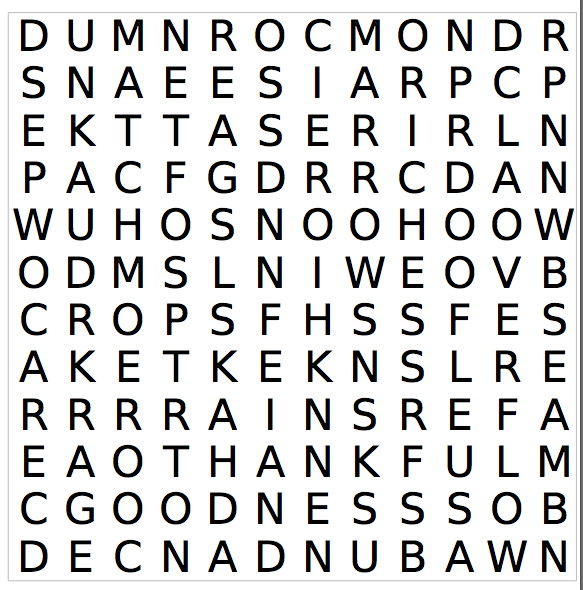 D U M N R O C M O N D R
S N A E E S I A R P C P
E K T T A S E R I R L N
P A C F G D R R C D A N
W U H O S N O O H O O W
O D M S L N I W E O V B
C R O P S F H S S F E S
A K E T K E K N S L R E
R R R R A I N S R E F A
E A O T H A N K F U L M
C G O O D N E S S S O B
D E C N A D N U B A W N